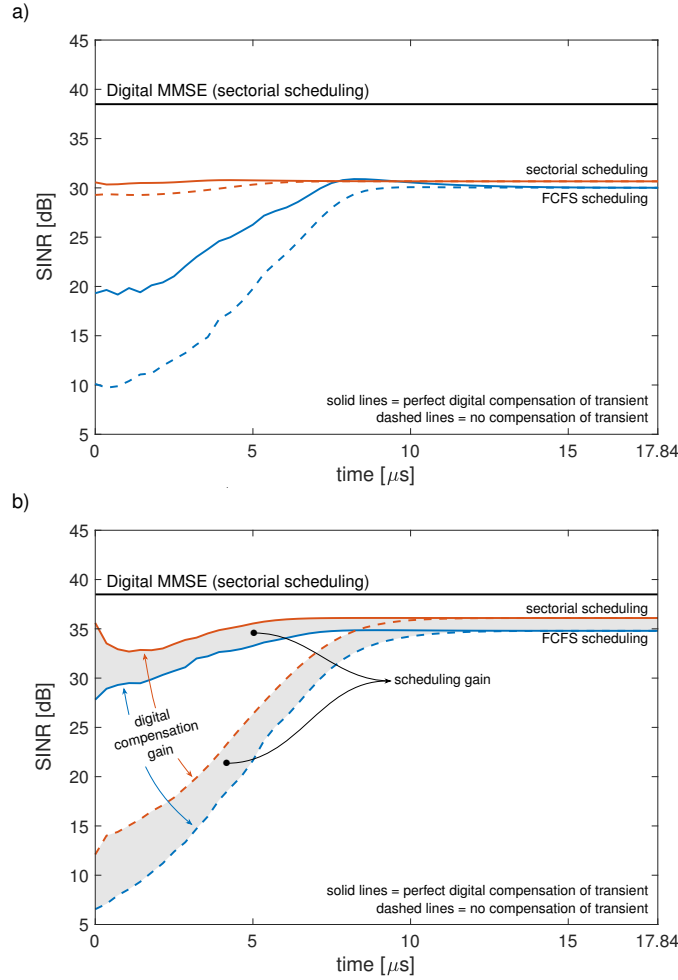 a)
45
40
35
30
25
20
15
10
5
SINR [dB]
Digital MMSE (sectorial scheduling)
sectorial scheduling
FCFS scheduling
solid lines = perfect digital compensation of transient
dashed lines = no compensation of transient
0
5
10
15
17.84
time [μs]
b)
45
40
35
30
25
20
15
10
5
SINR [dB]
Digital MMSE (sectorial scheduling)
sectorial scheduling
FCFS scheduling
scheduling gain
digital
compensation
gain
solid lines = perfect digital compensation of transient
dashed lines = no compensation of transient
0
5
10
15
17.84
time [μs]